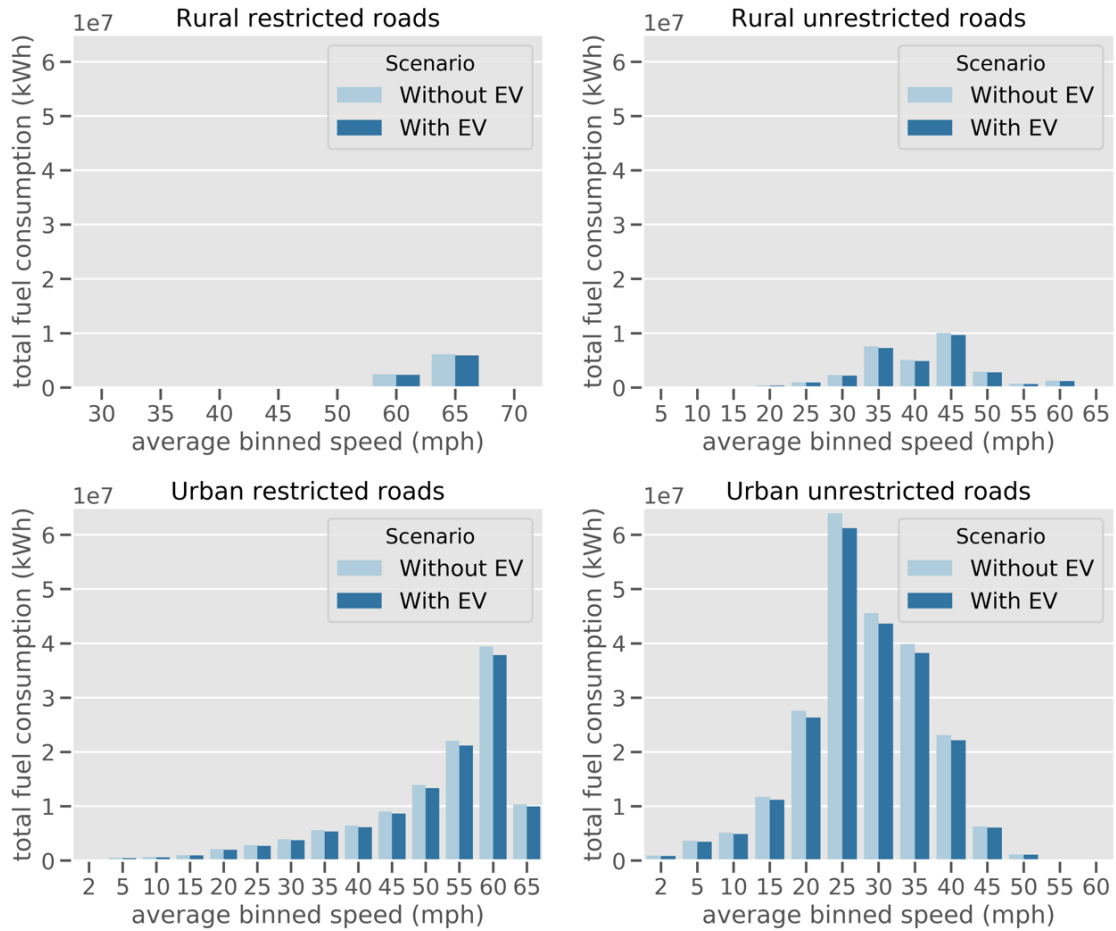 Rural restricted roads
1e7
total fuel consumption (kWh)
6
5
4
3
2
1
0
Scenario
Without EV
With EV
30 35 40 45 50 60 65 70
average binned speed (mph)
Rural unrestricted roads
1e7
total fuel consumption (kWh)
6
5
4
3
2
1
0
Scenario
Without EV
With EV
5 10 15 20 25 30 35 40 45 50 55 60 65
average binned speed (mph)
Urban restricted roads
1e7
total fuel consumption (kWh)
6
5
4
3
2
1
0
Scenario
Without EV
With EV
2 5 10 15 20 25 30 35 40 45 50 55 60 65
average binned speed (mph)
Urban unrestricted roads
1e7
total fuel consumption (kWh)
6
5
4
3
2
1
0
Scenario
Without EV
With EV
2 5 10 15 20 25 30 35 40 45 50 55 60
average binned speed (mph)